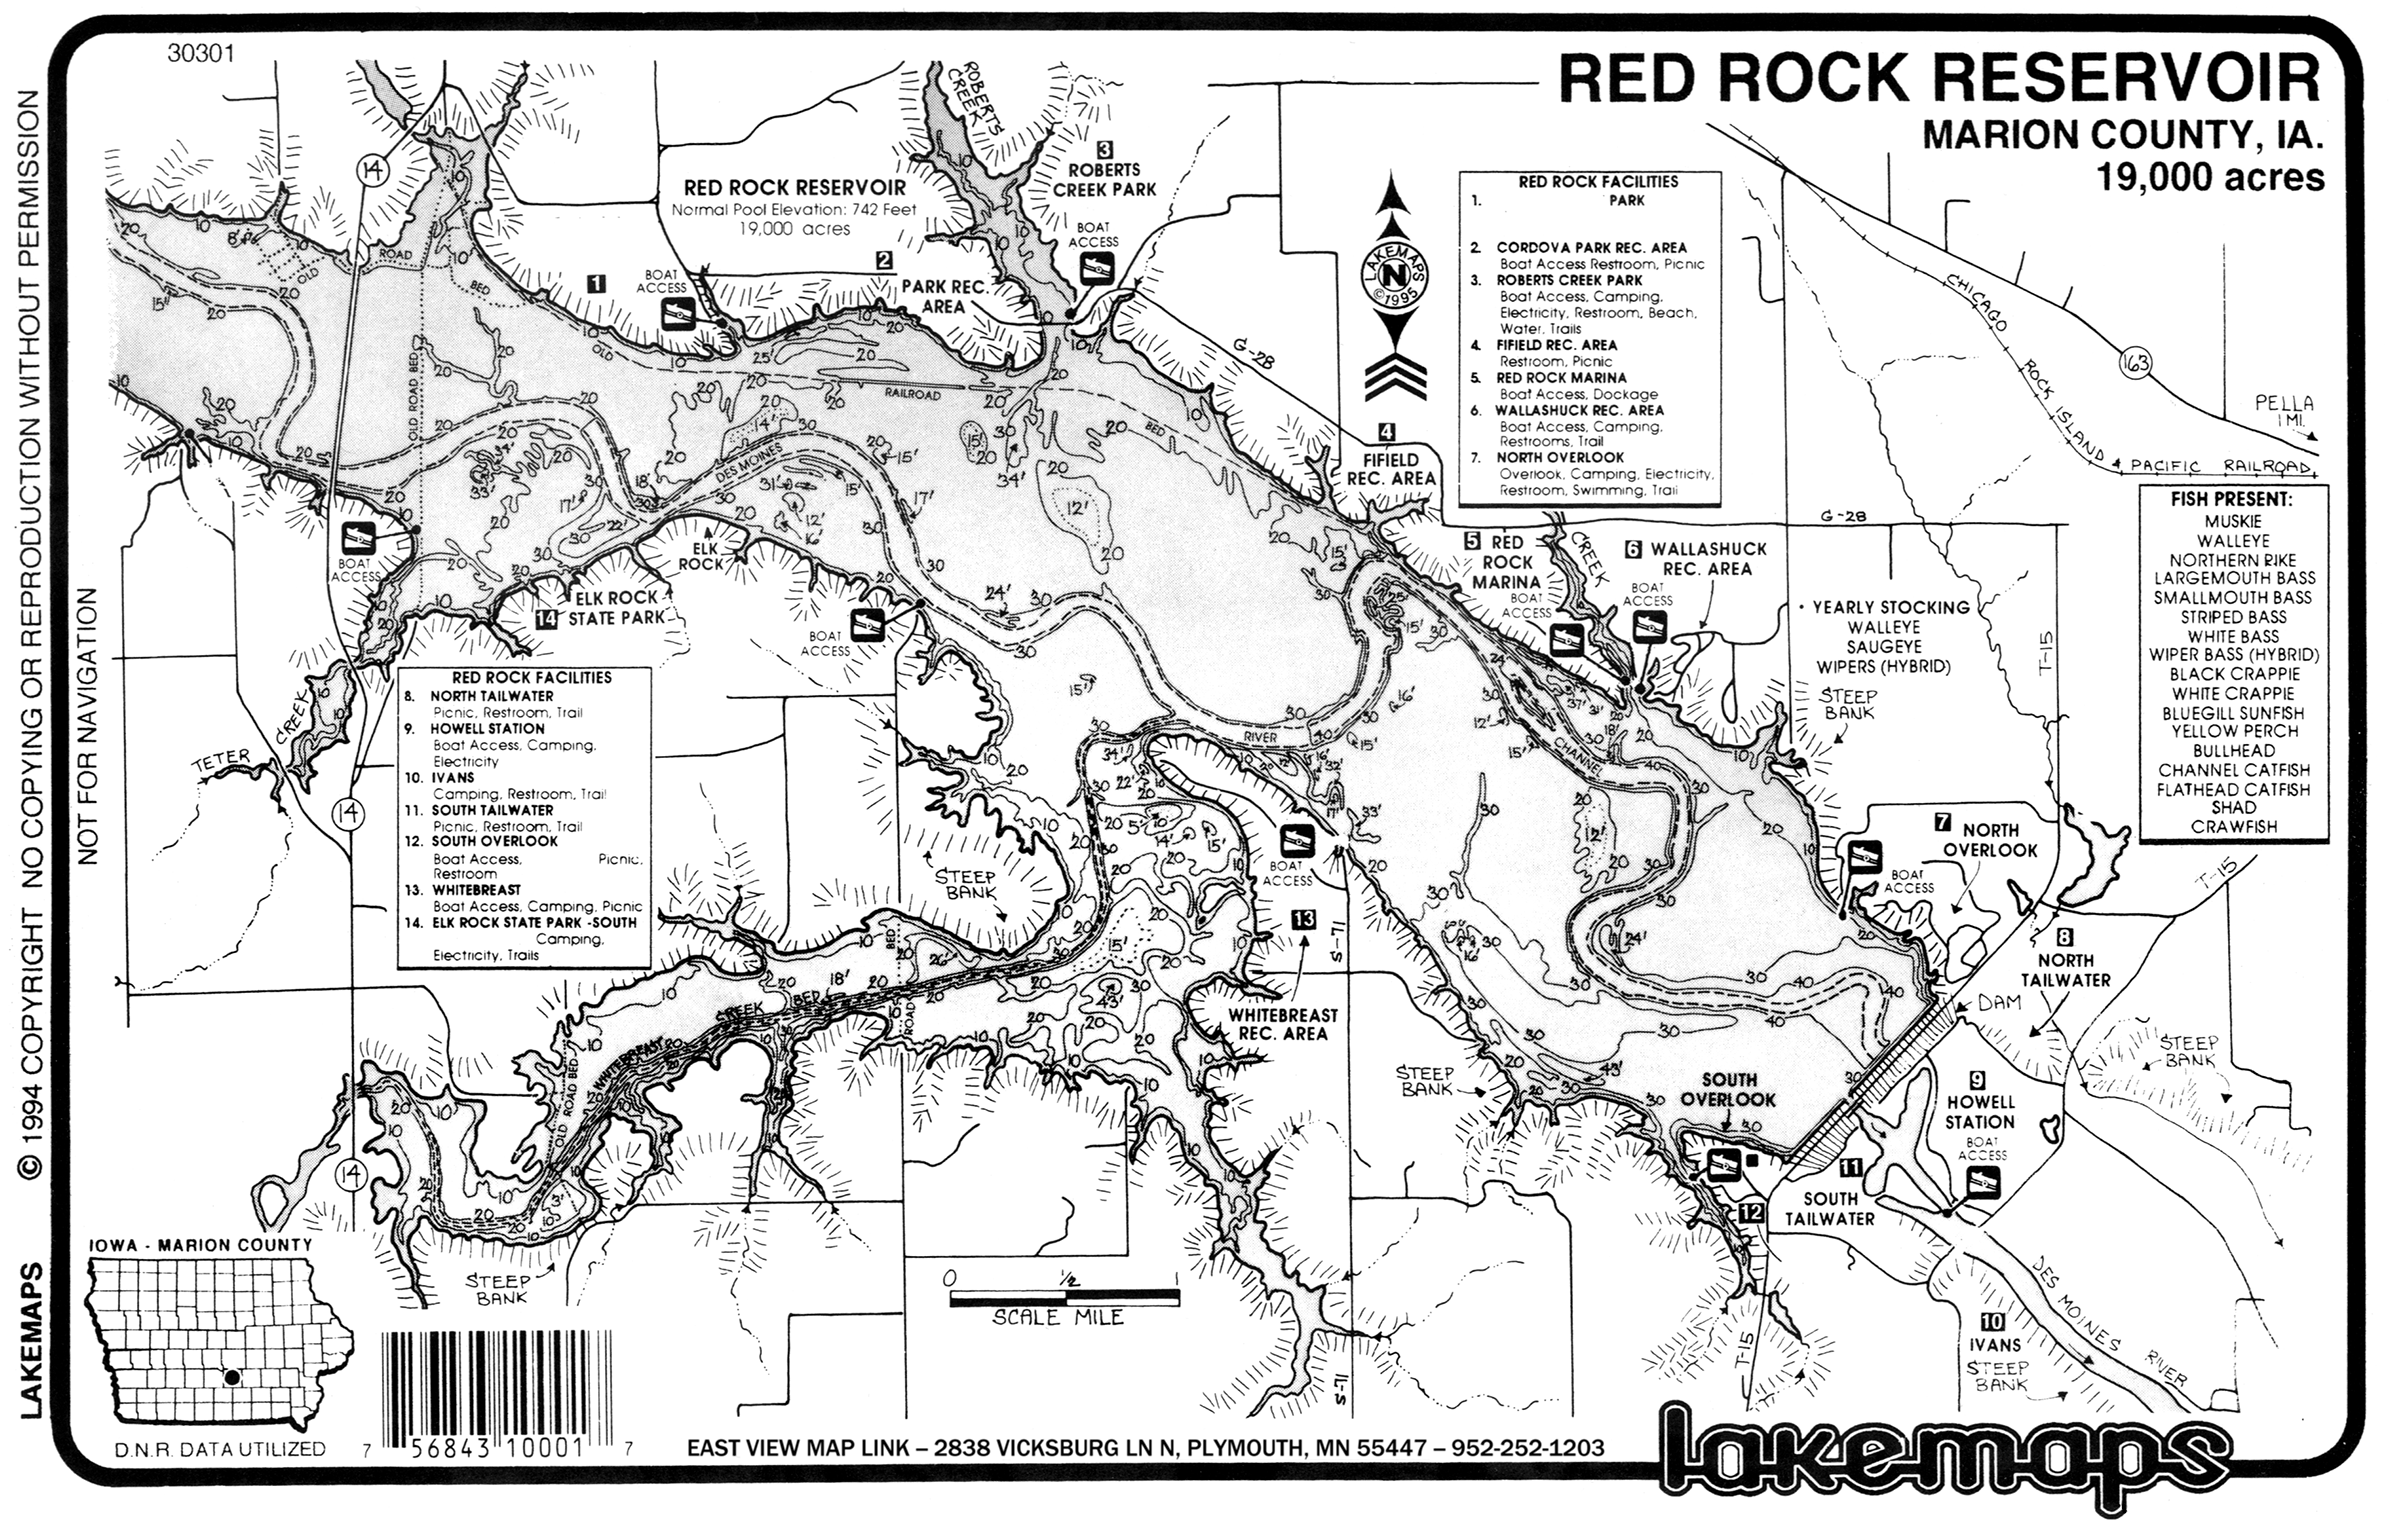 30301
RED ROCK RESERVOIR
MARION COUNTY, IA.
19,000 acres
NOT FOR NAVIGATION
LAKEMAPS © 1994 COPYRIGHT NO COPYING OR REPRODUCTION WITHOUT PERMISSION
RED ROCK RESERVOIR
Normal Pool Elevation: 742 Feet
19,000 acres
ROBERTS
CREEK
3
ROBERTS
CREEK PARK
BOAT
ACCESS
14
1
BOAT
ACCESS
2
PARK REC.
AREA
LAKEMAPS
N
©1995
RED ROCK FACILITIES
1. PARK
2. CORDOVA PARK REC. AREA
Boat Access Restroom, Picnic
3. ROBERTS CREEK PARK
Boat Access, Camping,
Electricity, Restroom, Beach,
Water, Trails
4. FIFIELD REC. AREA
Restroom, Picnic
5. RED ROCK MARINA
Boat Access, Dockage
6. WALLASHUCK REC. AREA
Boat Access, Camping,
Restrooms, Trail
7. NORTH OVERLOOK
Overlook, Camping, Electricity,
Restroom, Swimming, Trail
CHICAGO
ROCK ISLAND
PACIFIC RAILROAD
163
PELLA
1 MI.
FISH PRESENT:
MUSKIE
WALLEYE
NORTHERN PIKE
LARGEMOUTH BASS
SMALLMOUTH BASS
STRIPED BASS
WHITE BASS
WIPER BASS (HYBRID)
BLACK CRAPPIE
WHITE CRAPPIE
BLUEGILL SUNFISH
YELLOW PERCH
BULLHEAD
CHANNEL CATFISH
FLATHEAD CATFISH
SHAD
CRAWFISH
OLD ROAD BED
OLD RAILROAD BED
OLD ROAD BED
G-28
G-28
4
FIFIELD
REC. AREA
5 RED
ROCK
MARINA
BOAT
ACCESS
CREEK
6 WALLASHUCK
REC. AREA
BOAT
ACCESS
• YEARLY STOCKING
WALLEYE
SAUGEYE
WIPERS (HYBRID)
STEEP
BANK
T-15
DES MOINES
RIVER
CHANNEL
ELK
ROCK
14 ELK ROCK
STATE PARK
BOAT
ACCESS
BOAT
ACCESS
TETER
CREEK
14
RED ROCK FACILITIES
8. NORTH TAILWATER
Picnic, Restroom, Trail
9. HOWELL STATION
Boat Access, Camping,
Electricity
10. IVANS
Camping, Restroom, Trail
11. SOUTH TAILWATER
Picnic, Restroom, Trail
12. SOUTH OVERLOOK
Boat Access, Picnic,
Restroom
13. WHITEBREAST
Boat Access, Camping, Picnic
14. ELK ROCK STATE PARK -SOUTH
Camping,
Electricity, Trails
STEEP
BANK
BOAT
ACCESS
13
WHITEBREAST
REC. AREA
S-71
7 NORTH
OVERLOOK
BOAT
ACCESS
T-15
8
NORTH
TAILWATER
DAM
STEEP
BANK
STEEP
BANK
SOUTH
OVERLOOK
9
HOWELL
STATION
BOAT
ACCESS
11
SOUTH
TAILWATER
12
10
IVANS
STEEP
BANK
DES MOINES RIVER
T-15
S-71
WHITEBREAST CREEK BED
OLD ROAD BED
ROAD BED
14
STEEP
BANK
0 ½ 1
SCALE MILE
IOWA - MARION COUNTY
D.N.R. DATA UTILIZED
7 56843 10001 7
EAST VIEW MAP LINK – 2838 VICKSBURG LN N, PLYMOUTH, MN 55447 – 952-252-1203
lakemaps